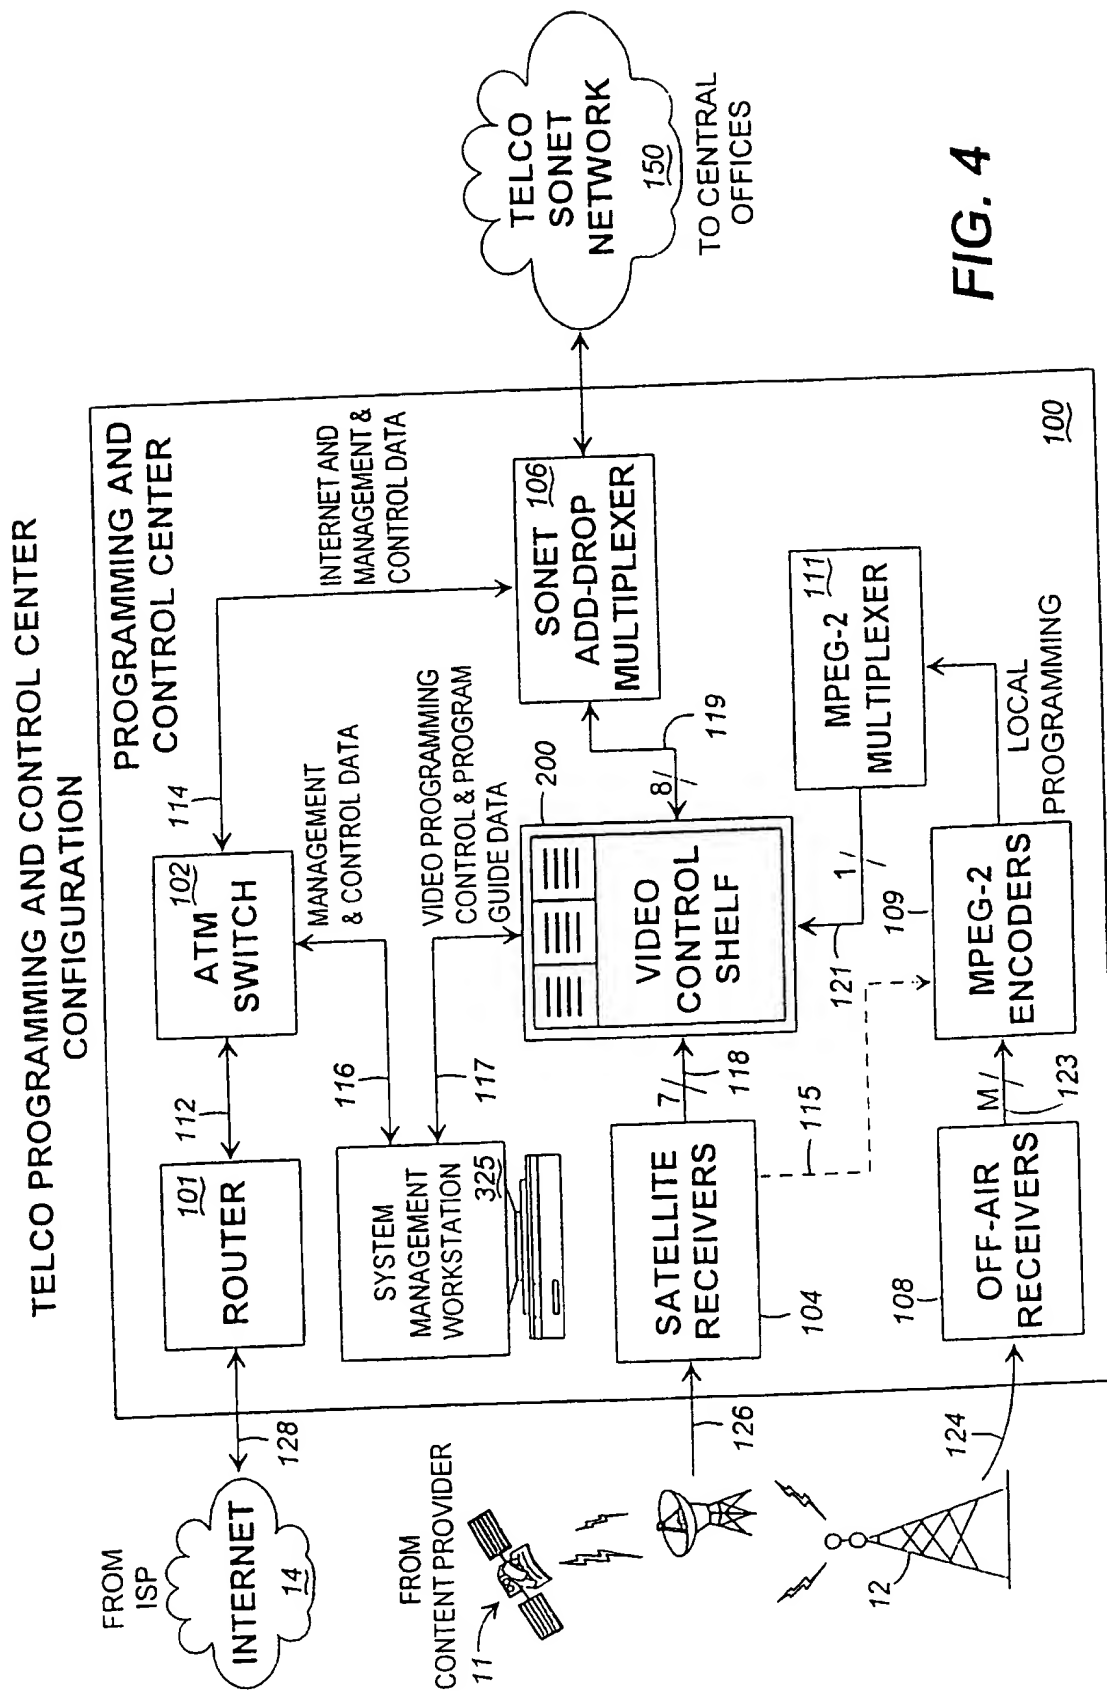 TELCO PROGRAMMING AND CONTROL CENTER
CONFIGURATION
PROGRAMMING AND
CONTROL CENTER
FROM
ISP
INTERNET
14
128
ROUTER
101
112
ATM
SWITCH
102
114
INTERNET AND
MANAGEMENT &
CONTROL DATA
116
MANAGEMENT
& CONTROL DATA
SYSTEM
MANAGEMENT
WORKSTATION
325
117
VIDEO PROGRAMMING
CONTROL & PROGRAM
GUIDE DATA
SONET
106
ADD-DROP
MULTIPLEXER
TELCO
SONET
NETWORK
150
TO CENTRAL
OFFICES
FROM
CONTENT PROVIDER
11
126
SATELLITE
RECEIVERS
104
7
118
115
200
VIDEO
CONTROL
SHELF
8
119
121
1
MPEG-2
111
MULTIPLEXER
12
124
108
OFF-AIR
RECEIVERS
M
123
109
MPEG-2
ENCODERS
LOCAL
PROGRAMMING
100
FIG. 4